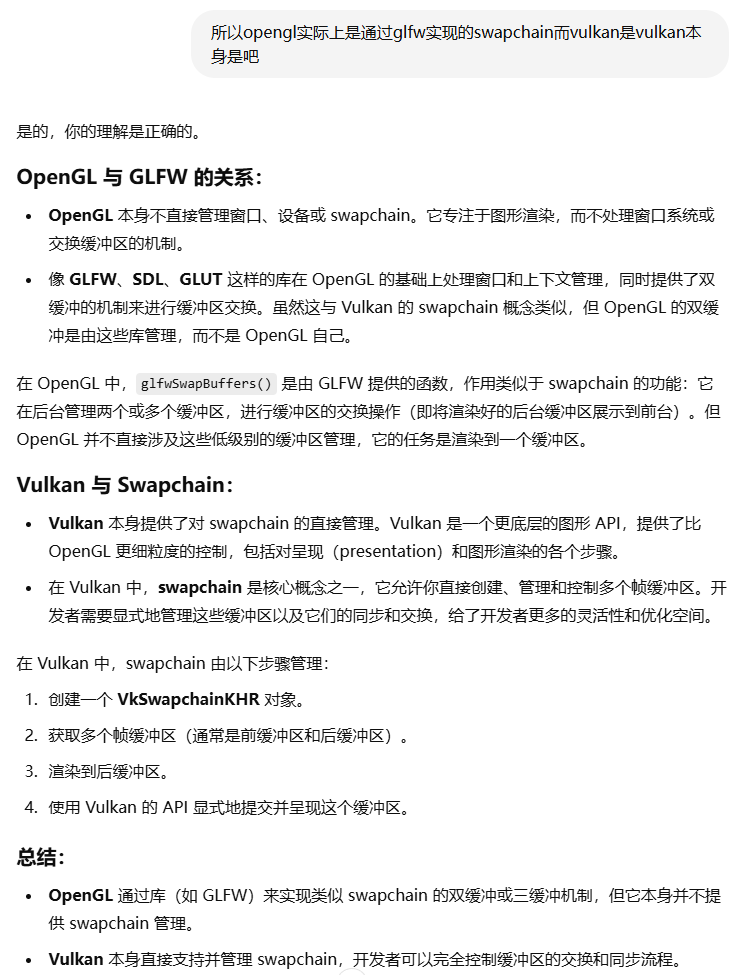 所以opengl实际上是通过glfw实现的swapchain而vulkan是vulkan本
身是吧
是的，你的理解是正确的。
OpenGL 与 GLFW 的关系：
• OpenGL 本身不直接管理窗口、设备或 swapchain。它专注于图形渲染，而不处理窗口系统或
交换缓冲区的机制。
• 像 GLFW、SDL、GLUT 这样的库在 OpenGL 的基础上处理窗口和上下文管理，同时提供了双
缓冲的机制来进行缓冲区交换。虽然这与 Vulkan 的 swapchain 概念类似，但 OpenGL 的双缓
冲是由这些库管理，而不是 OpenGL 自己。
在 OpenGL 中，glfwSwapBuffers() 是由 GLFW 提供的函数，作用类似于 swapchain 的功能：它
在后台管理两个或多个缓冲区，进行缓冲区的交换操作（即将渲染好的后台缓冲区展示到前台）。但
OpenGL 并不直接涉及这些低级别的缓冲区管理，它的任务是渲染到一个缓冲区。
Vulkan 与 Swapchain：
• Vulkan 本身提供了对 swapchain 的直接管理。Vulkan 是一个更底层的图形 API，提供了比
OpenGL 更细粒度的控制，包括对呈现（presentation）和图形渲染的各个步骤。
• 在 Vulkan 中，swapchain 是核心概念之一，它允许你直接创建、管理和控制多个帧缓冲区。开
发者需要显式地管理这些缓冲区以及它们的同步和交换，给了开发者更多的灵活性和优化空间。
在 Vulkan 中，swapchain 由以下步骤管理：
1. 创建一个 VkSwapchainKHR 对象。
2. 获取多个帧缓冲区（通常是前缓冲区和后缓冲区）。
3. 渲染到后缓冲区。
4. 使用 Vulkan 的 API 显式地提交并呈现这个缓冲区。
总结：
• OpenGL 通过库（如 GLFW）来实现类似 swapchain 的双缓冲或三缓冲机制，但它本身并不提
供 swapchain 管理。
• Vulkan 本身直接支持并管理 swapchain，开发者可以完全控制缓冲区的交换和同步流程。